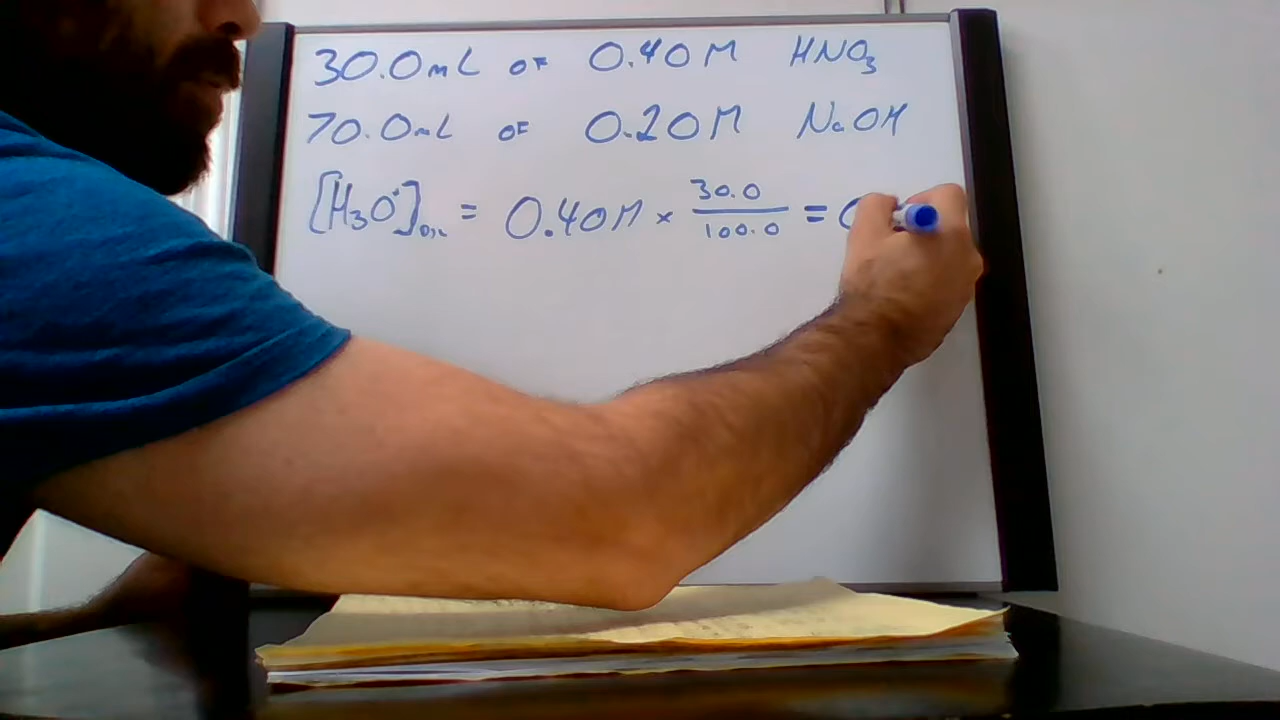 30.0mL OF 0.40M HNO₃
70.0mL OF 0.20M NaOH
[H₃O⁺] = 0.40M × 30.0/100.0 = 0